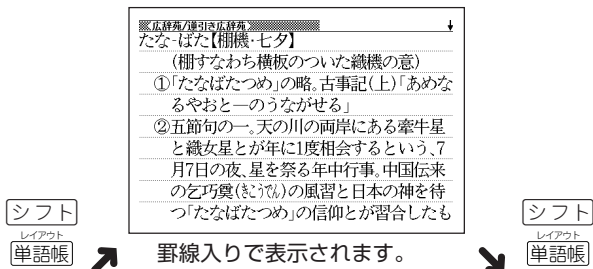 広辞苑/逆引き広辞苑 ↓
たな-ばた【棚機・七夕】
(棚すなわち横板のついた織機の意)
①「たなばたつめ」の略。古事記(上)「あめな
るやおと―のうながせる」
②五節句の一。天の川の両岸にある牽牛星
と織女星とが年に1度相会するという、7
月7日の夜、星を祭る年中行事。中国伝来
の乞巧奠(きこうでん)の風習と日本の神を待
つ「たなばたつめ」の信仰とが習合したも
シフト
レイアウト
単語帳
罫線入りで表示されます。
シフト
レイアウト
単語帳